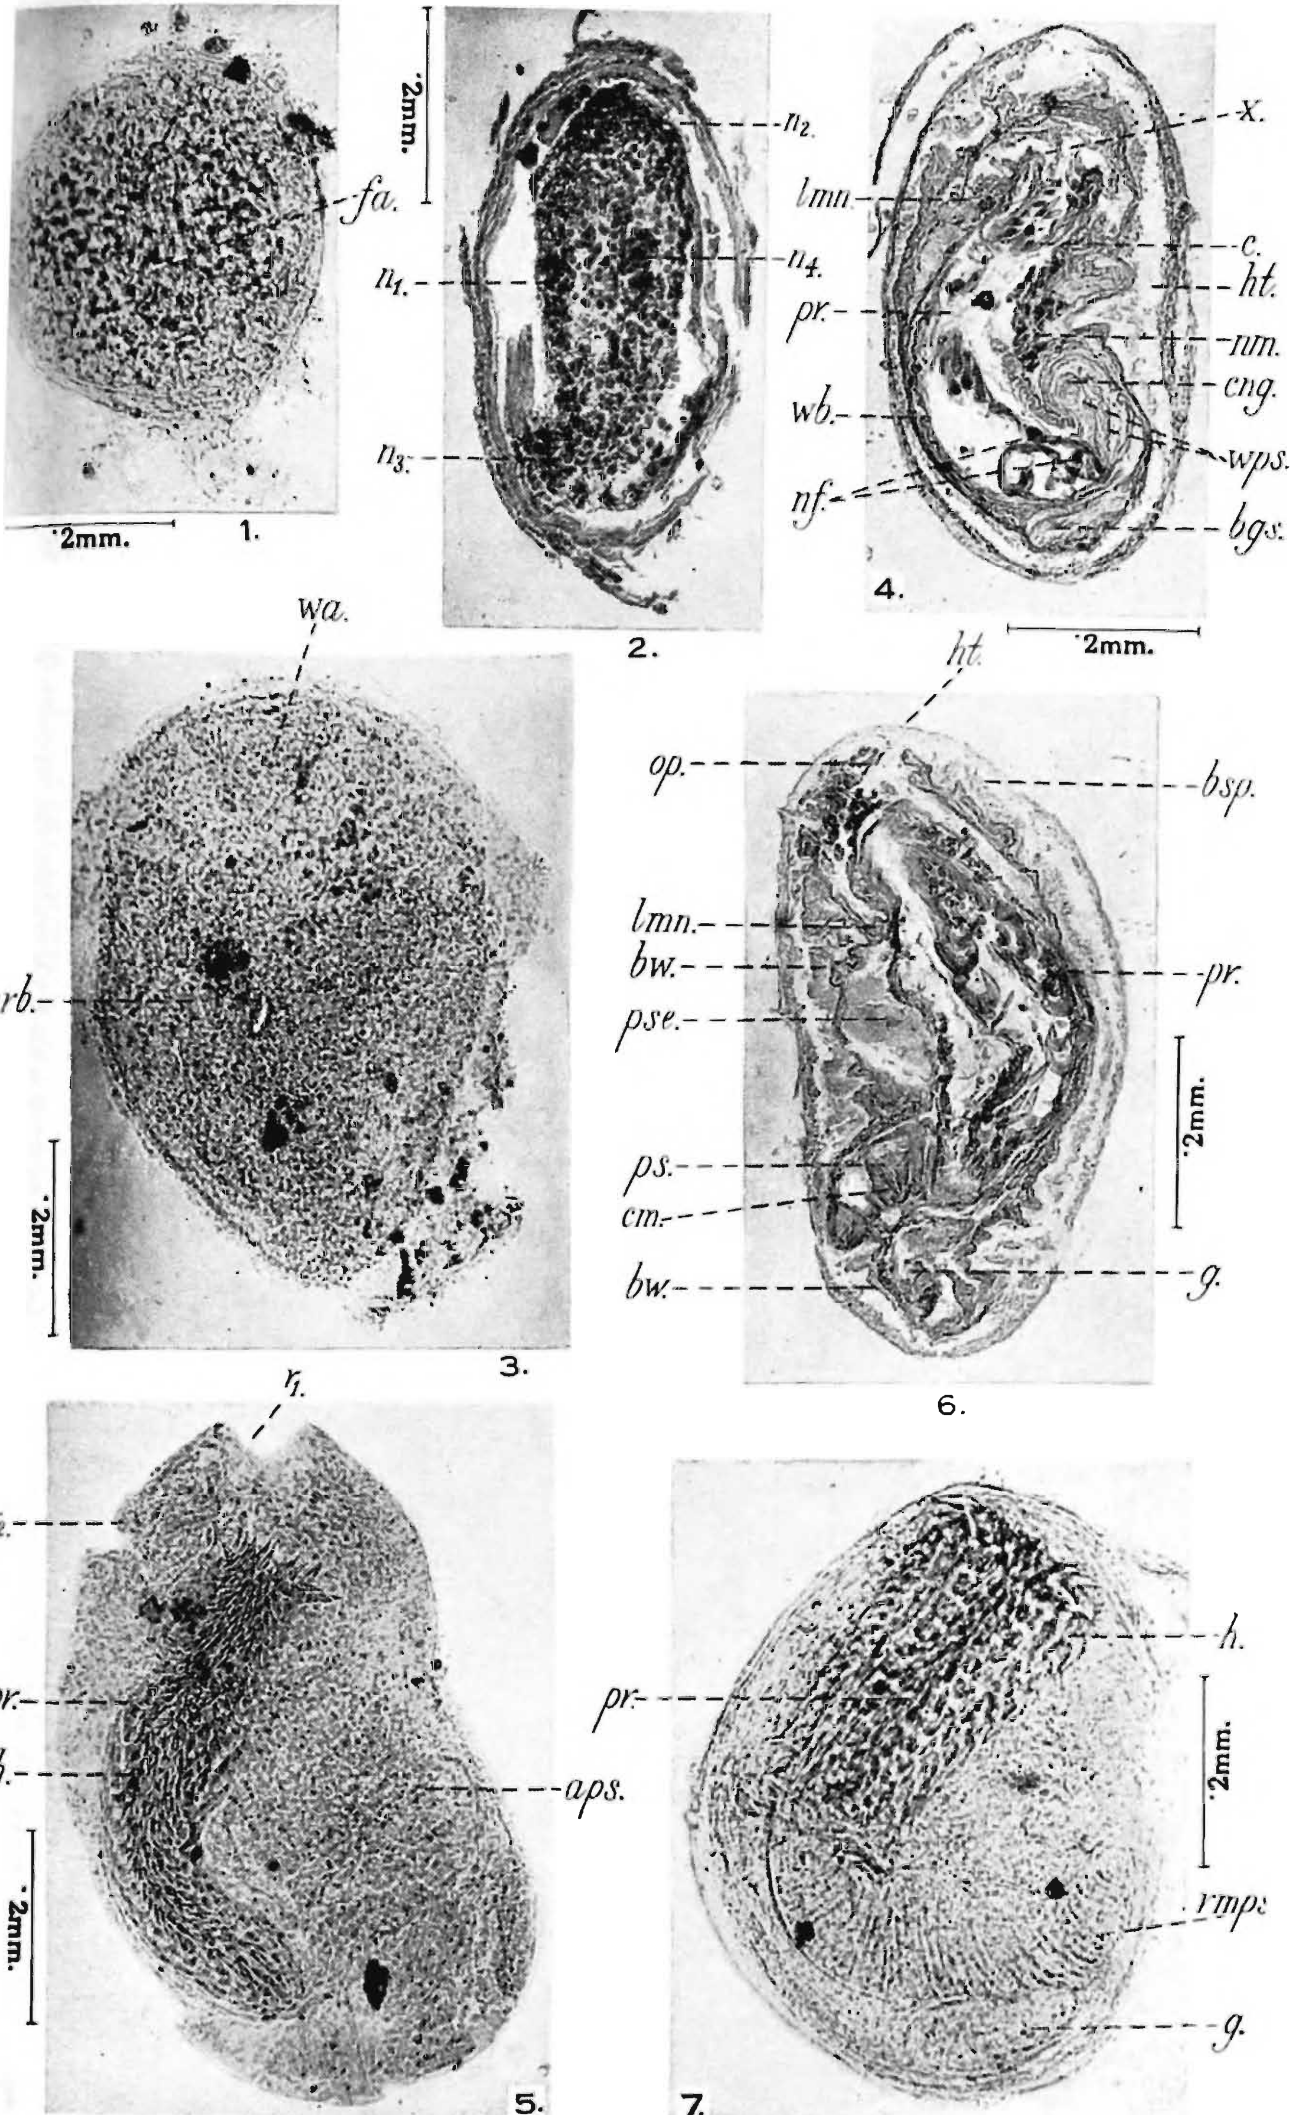 fa.
·2mm.
1.
·2mm.
n₂.
n₁.
n₄.
n₃.
2.
x.
lmn.
c.
ht.
pr.
nm.
cng.
wb.
wps.
nf.
bgs.
4.
·2mm.
wa.
rb.
·2mm.
3.
ht.
op.
bsp.
lmn.
bw.
pr.
pse.
·2mm.
ps.
cm.
bw.
g.
6.
r₁.
aps.
·2mm.
5.
h.
pr.
·2mm.
rmps
g.
7.